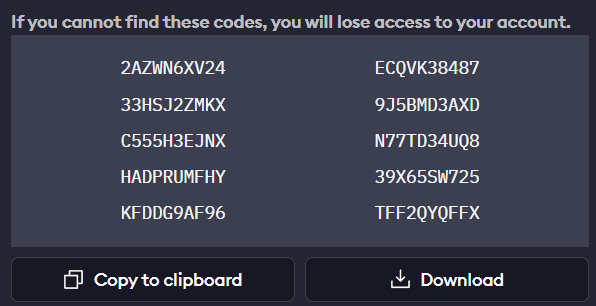 If you cannot find these codes, you will lose access to your account.
2AZWN6XV24 ECQVK38487
33HSJ2ZMKX 9J5BMD3AXD
C555H3EJNX N77TD34UQ8
HADPRUMFHY 39X65SW725
KFDDG9AF96 TFF2QYQFFX
Copy to clipboard Download